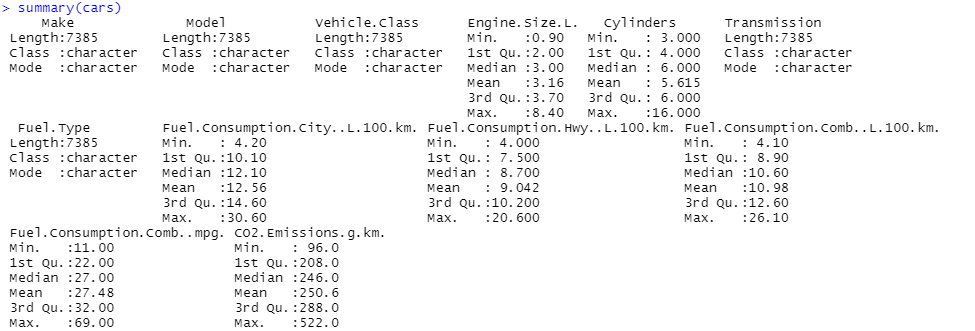 > summary(cars)
     Make              Model           Vehicle.Class      Engine.Size.L.   Cylinders      Transmission
 Length:7385        Length:7385        Length:7385        Min.   :0.90   Min.   : 3.000   Length:7385
 Class :character   Class :character   Class :character   1st Qu.:2.00   1st Qu.: 4.000   Class :character
 Mode  :character   Mode  :character   Mode  :character   Median :3.00   Median : 6.000   Mode  :character
                                                          Mean   :3.16   Mean   : 5.615
                                                          3rd Qu.:3.70   3rd Qu.: 6.000
                                                          Max.   :8.40   Max.   :16.000
  Fuel.Type         Fuel.Consumption.City..L.100.km. Fuel.Consumption.Hwy..L.100.km. Fuel.Consumption.Comb..L.100.km.
 Length:7385        Min.   : 4.20                    Min.   : 4.000                  Min.   : 4.10
 Class :character   1st Qu.:10.10                    1st Qu.: 7.500                  1st Qu.: 8.90
 Mode  :character   Median :12.10                    Median : 8.700                  Median :10.60
                    Mean   :12.56                    Mean   : 9.042                  Mean   :10.98
                    3rd Qu.:14.60                    3rd Qu.:10.200                  3rd Qu.:12.60
                    Max.   :30.60                    Max.   :20.600                  Max.   :26.10
 Fuel.Consumption.Comb..mpg. CO2.Emissions.g.km.
 Min.   :11.00               Min.   : 96.0
 1st Qu.:22.00               1st Qu.:208.0
 Median :27.00               Median :246.0
 Mean   :27.48               Mean   :250.6
 3rd Qu.:32.00               3rd Qu.:288.0
 Max.   :69.00               Max.   :522.0